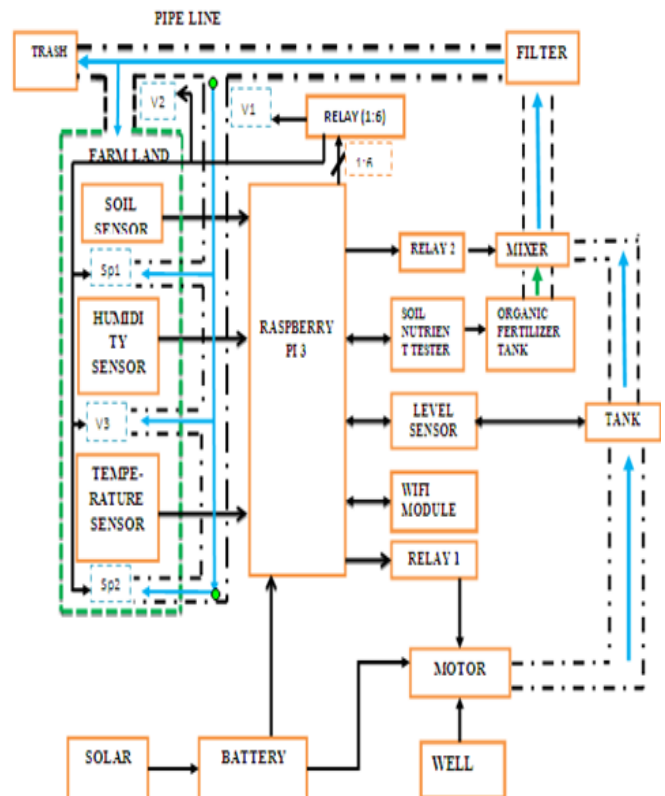 PIPE LINE
TRASH
FILTER
V2
V1
RELAY (1:6)
1:6
FARM LAND
SOIL
SENSOR
RELAY 2
MIXER
Sp1
RASPBERRY
PI 3
SOIL
NUTRIEN
T TESTER
ORGANIC
FERTILIZER
TANK
HUMIDI
TY
SENSOR
LEVEL
SENSOR
TANK
V3
TEMPE-
RATURE
SENSOR
WIFI
MODULE
RELAY 1
Sp2
MOTOR
SOLAR
BATTERY
WELL